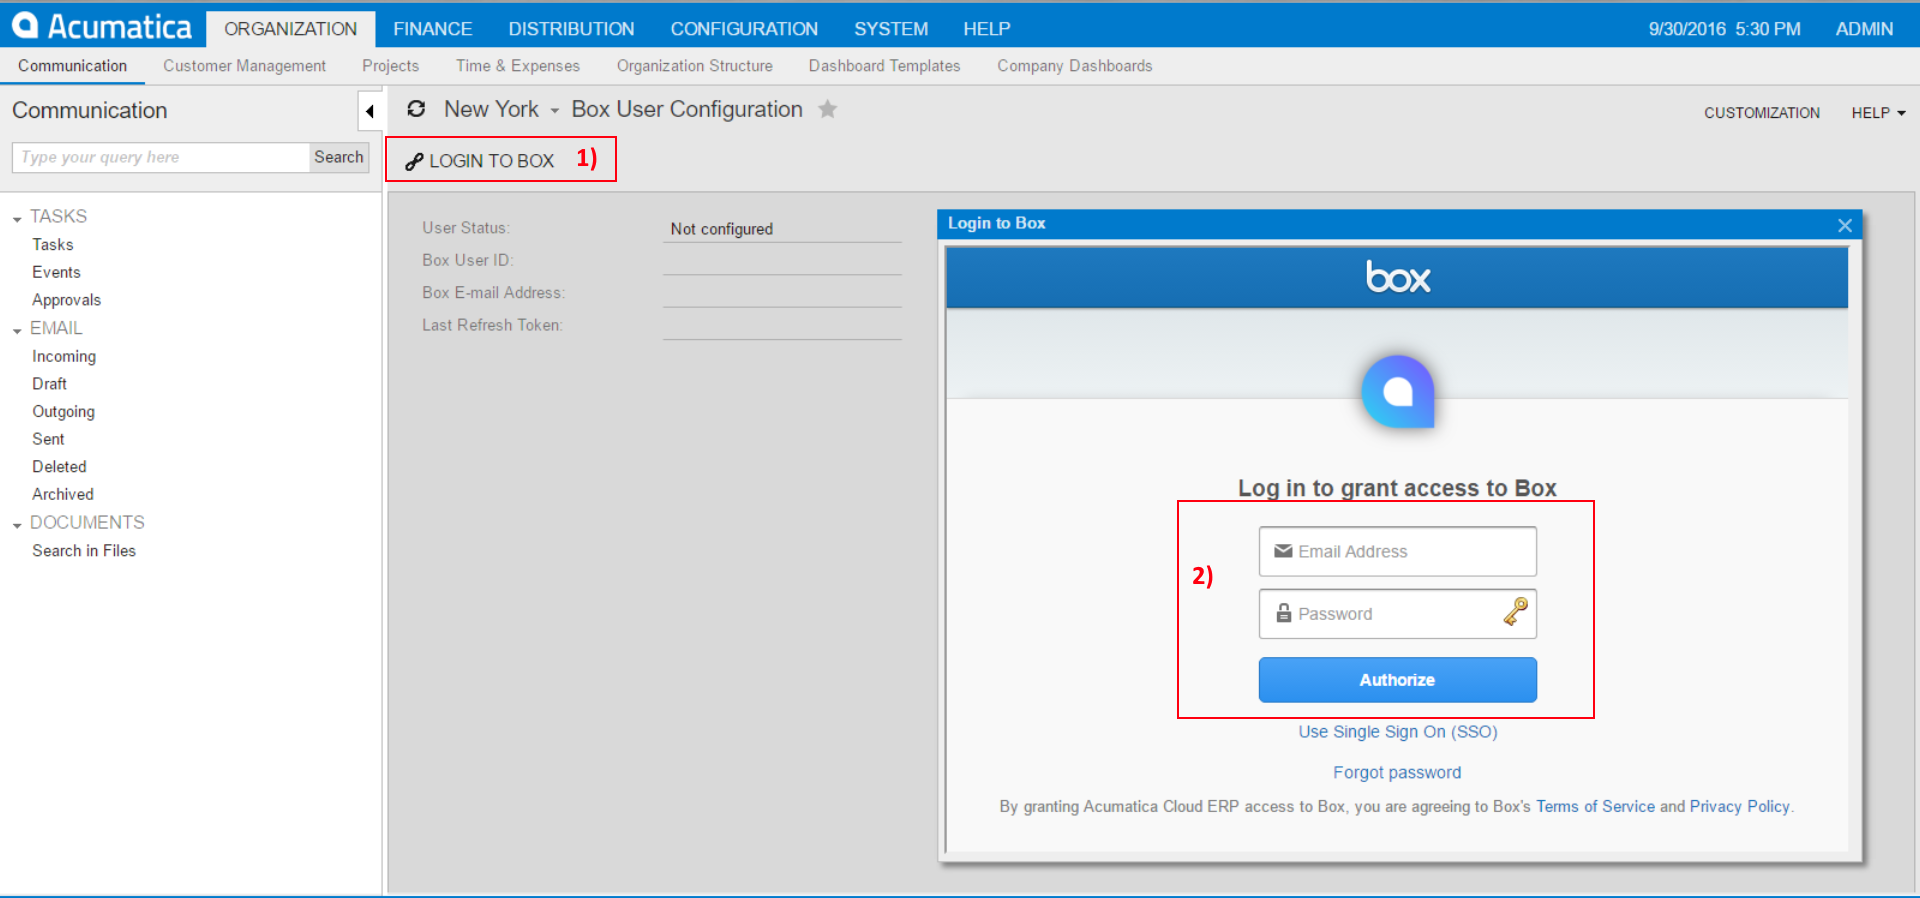 Acumatica ORGANIZATION FINANCE DISTRIBUTION CONFIGURATION SYSTEM HELP 9/30/2016 5:30 PM ADMIN
Communication Customer Management Projects Time & Expenses Organization Structure Dashboard Templates Company Dashboards
Communication
New York Box User Configuration
CUSTOMIZATION HELP
Type your query here Search
LOGIN TO BOX 1)
TASKS
Tasks
Events
Approvals
EMAIL
Incoming
Draft
Outgoing
Sent
Deleted
Archived
DOCUMENTS
Search in Files
User Status: Not configured
Box User ID:
Box E-mail Address:
Last Refresh Token:
Login to Box
box
Log in to grant access to Box
2)
Email Address
Password
Authorize
Use Single Sign On (SSO)
Forgot password
By granting Acumatica Cloud ERP access to Box, you are agreeing to Box's Terms of Service and Privacy Policy.